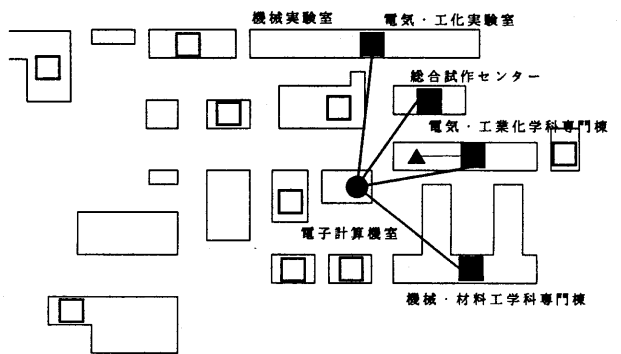 機械実験室
電気・工化実験室
総合試作センター
電気・工業化学科専門棟
電子計算機室
機械・材料工学科専門棟